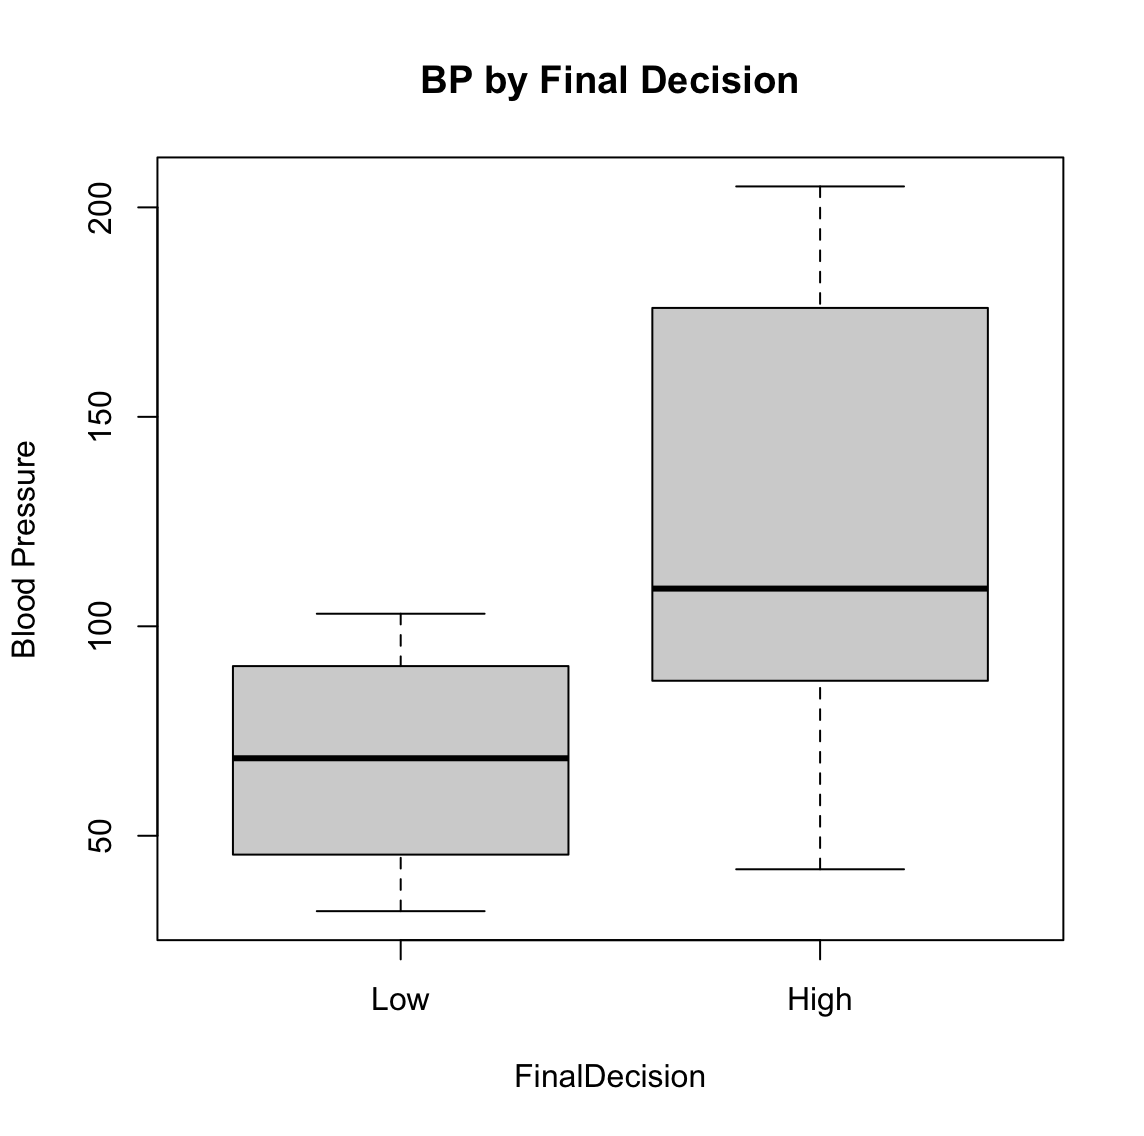 BP by Final Decision
Blood Pressure
200
150
100
50
Low
High
FinalDecision